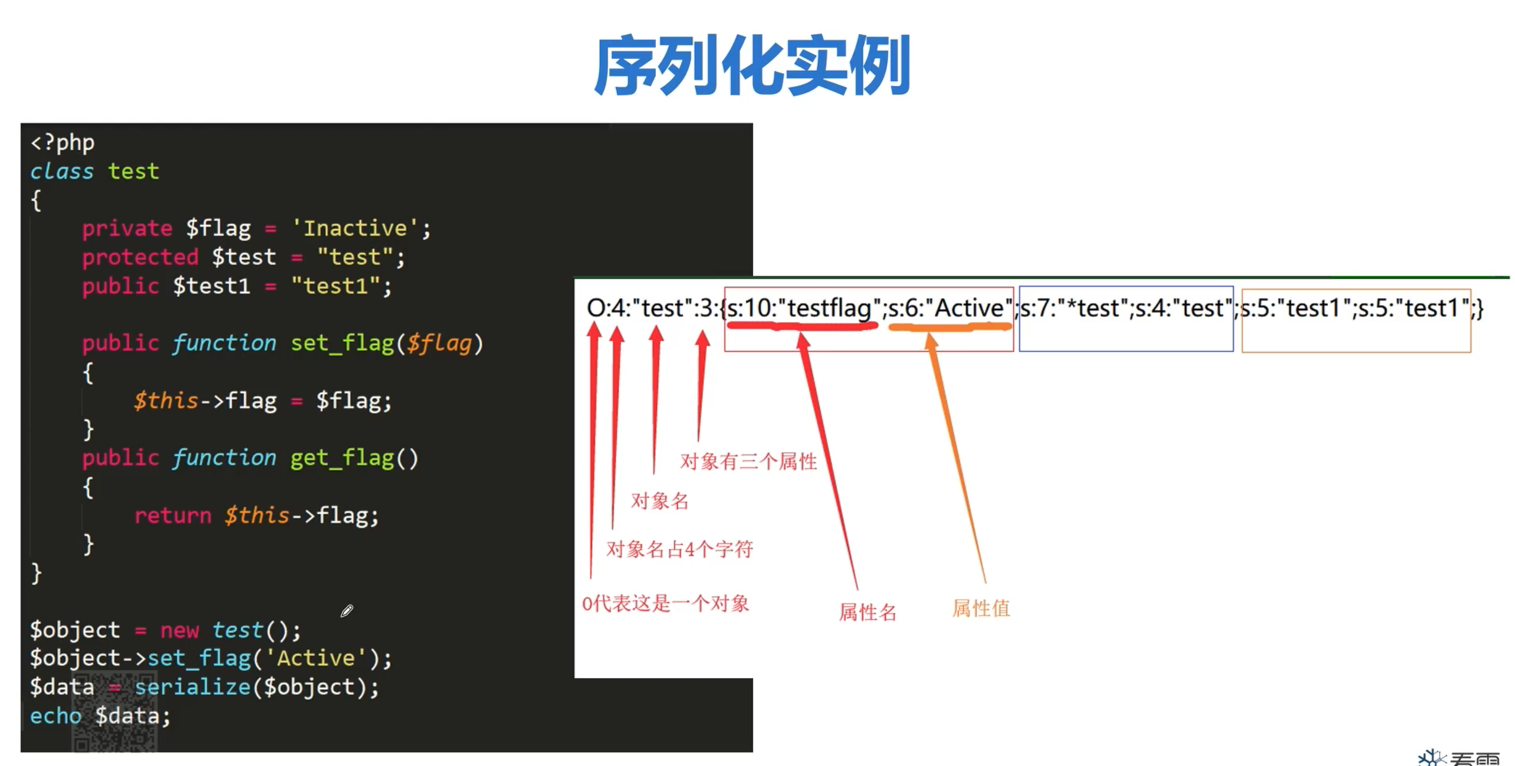 序列化实例
<?php
class test
{
private $flag = 'Inactive';
protected $test = "test";
public $test1 = "test1";
public function set_flag($flag)
{
$this->flag = $flag;
}
public function get_flag()
{
return $this->flag;
}
}
$object = new test();
$object->set_flag('Active');
$data = serialize($object);
echo $data;
O:4:"test":3:{s:10:"testflag";s:6:"Active";s:7:"*test";s:4:"test";s:5:"test1";s:5:"test1";}
对象有三个属性
对象名
对象名占4个字符
O代表这是一个对象
属性名
属性值
看雪